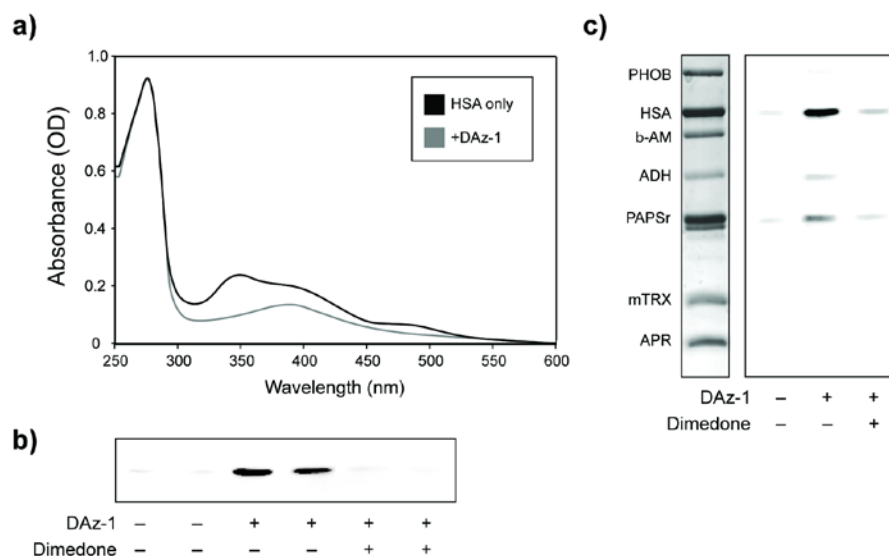 a)
1.0
0.8
0.6
0.4
0.2
0
Absorbance (OD)
HSA only
+DAz-1
250 300 350 400 450 500 550 600
Wavelength (nm)
b)
DAz-1 – – + + + +
Dimedone – – – – + +
c)
PHOB
HSA
b-AM
ADH
PAPSr
mTRX
APR
DAz-1 – + +
Dimedone – – +